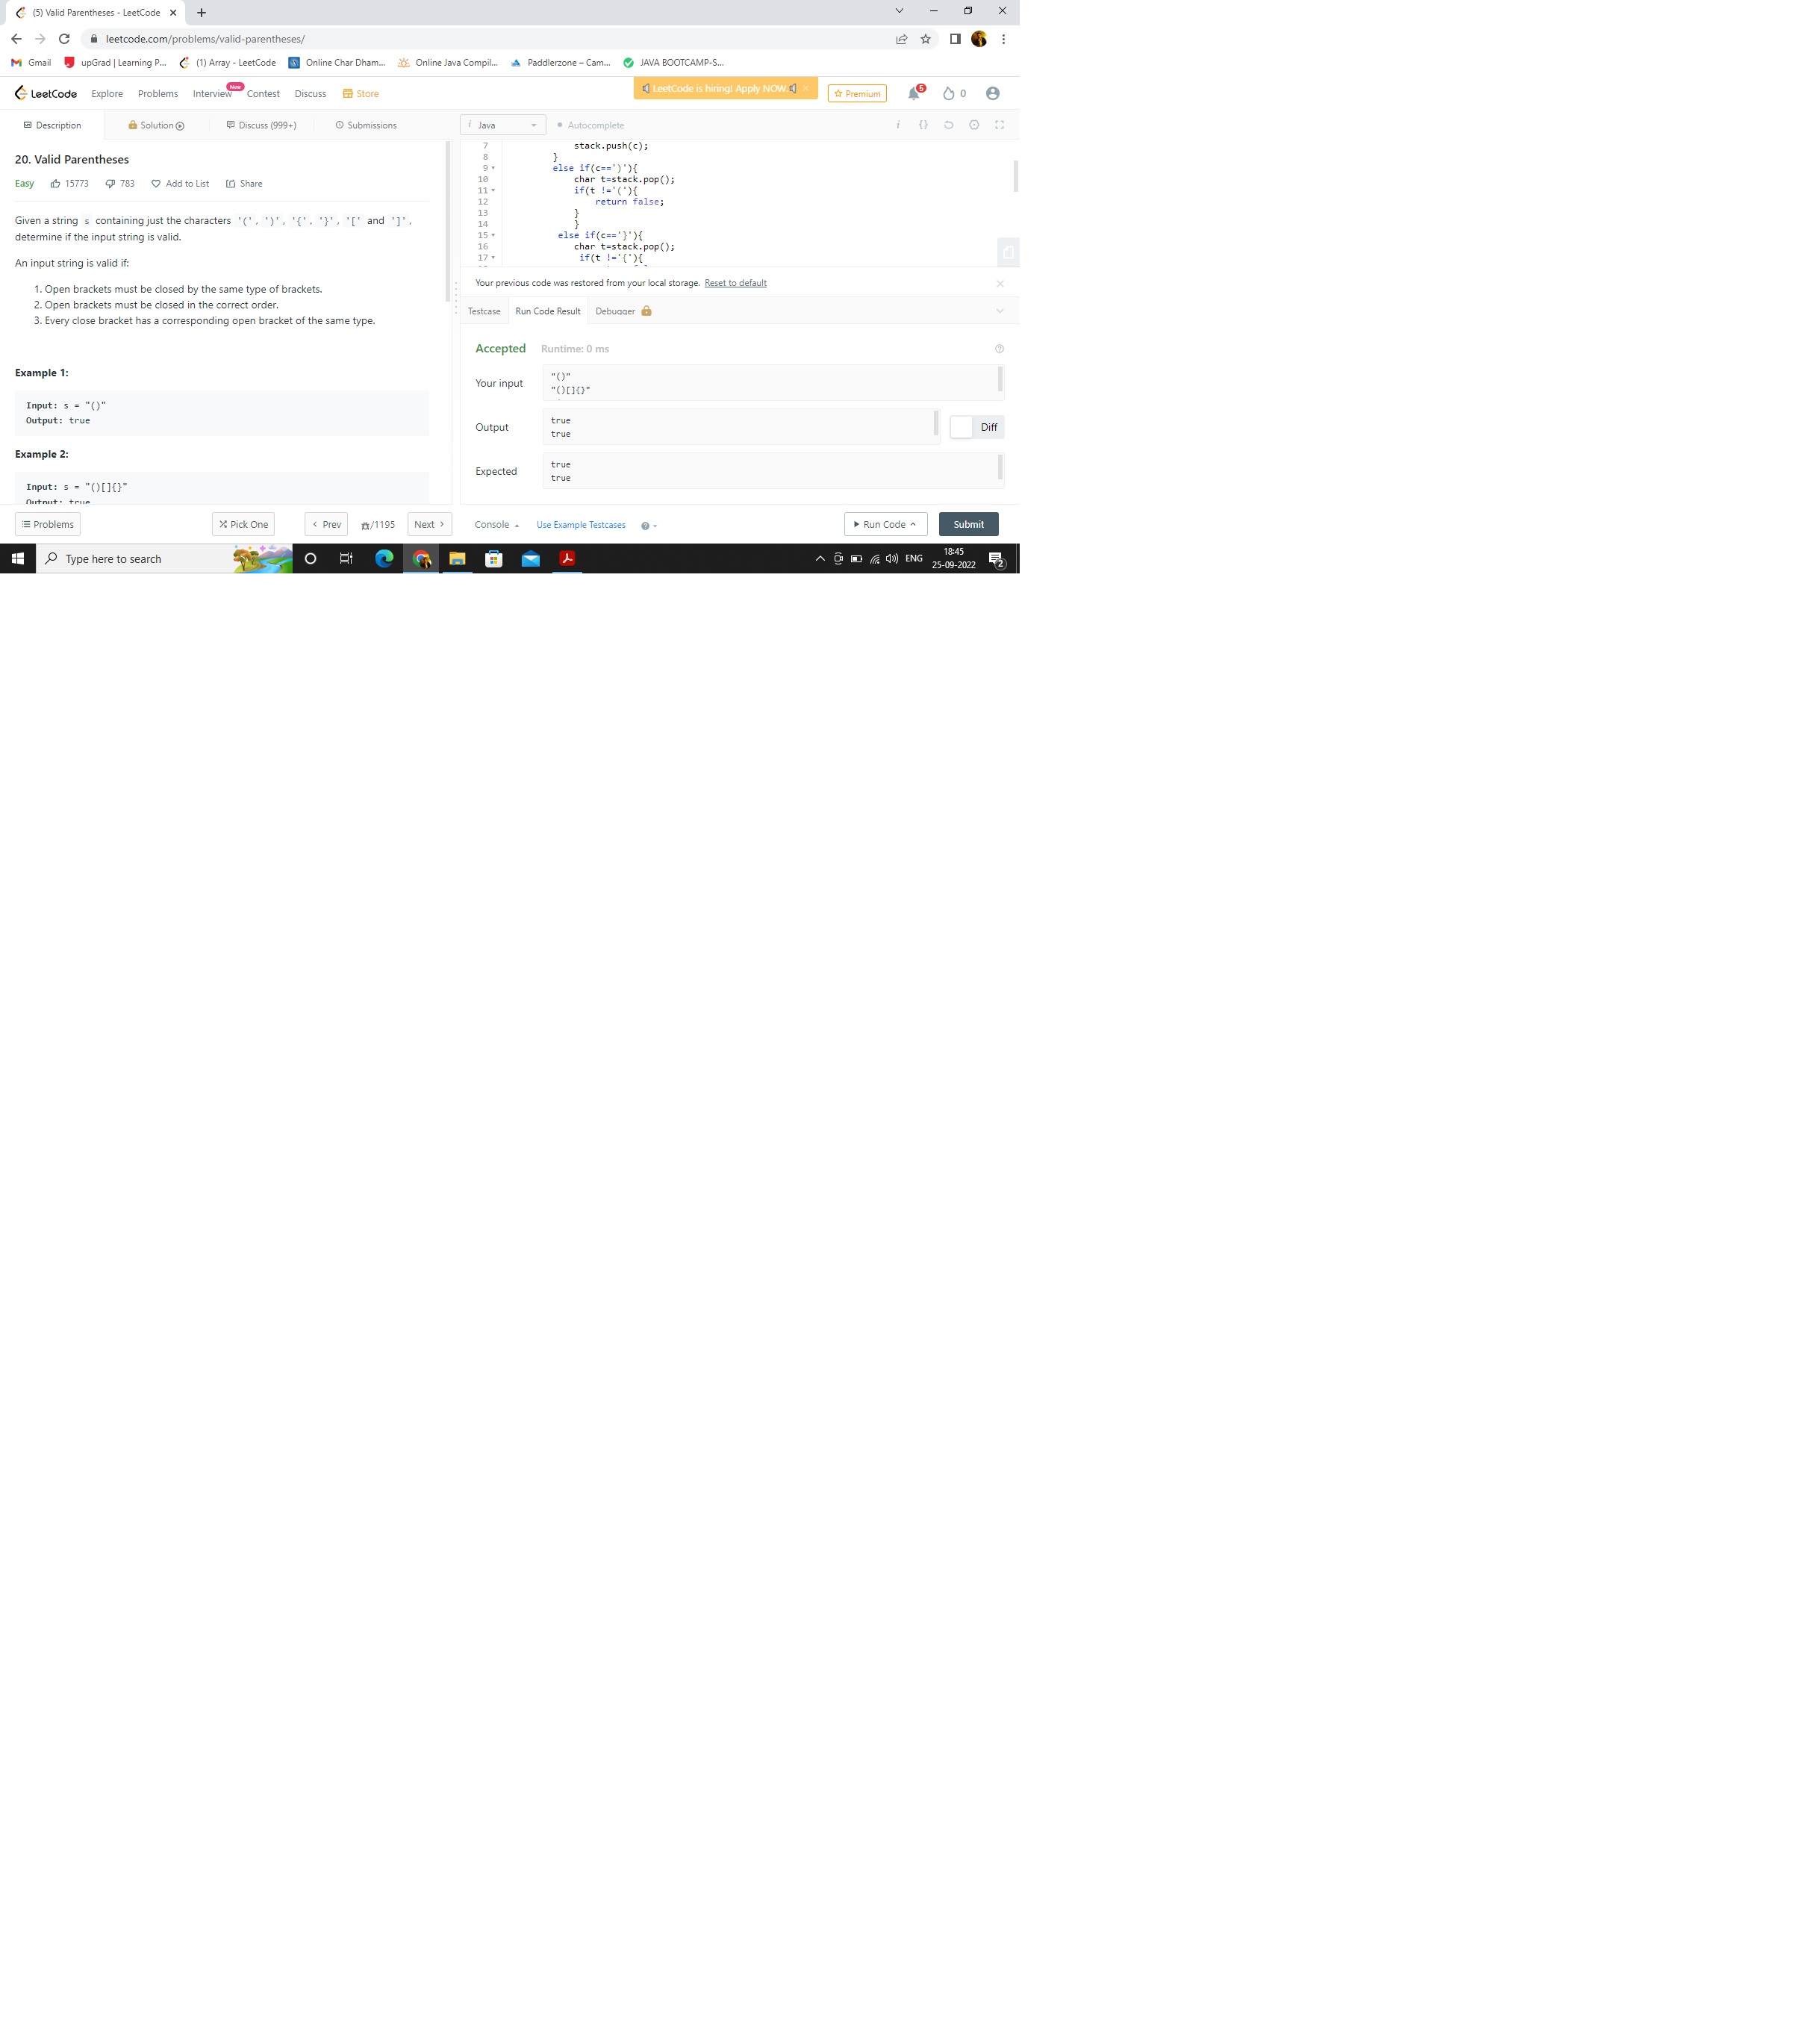 (5) Valid Parentheses - LeetCode
leetcode.com/problems/valid-parentheses/
Gmail upGrad | Learning P... (1) Array - LeetCode Online Char Dham... Online Java Compil... Paddlerzone – Cam... JAVA BOOTCAMP-S...
LeetCode Explore Problems Interview New Contest Discuss Store LeetCode is hiring! Apply NOW. Premium 5 0
Description Solution Discuss (999+) Submissions
20. Valid Parentheses
Easy 15773 783 Add to List Share
Given a string s containing just the characters '(', ')', '{', '}', '[' and ']',
determine if the input string is valid.
An input string is valid if:
1. Open brackets must be closed by the same type of brackets.
2. Open brackets must be closed in the correct order.
3. Every close bracket has a corresponding open bracket of the same type.
Example 1:
Input: s = "()"
Output: true
Example 2:
Input: s = "()[]{}"
Output: true
Problems Pick One Prev /1195 Next
i Java Autocomplete i {}
7 stack.push(c);
8 }
9 else if(c==')'){
10 char t=stack.pop();
11 if(t !='('){
12 return false;
13 }
14 }
15 else if(c=='}'){
16 char t=stack.pop();
17 if(t !='{'){
Your previous code was restored from your local storage. Reset to default
Testcase Run Code Result Debugger
Accepted Runtime: 0 ms
Your input
"()"
"()[]{}"
Output
true
true
Diff
Expected
true
true
Console Use Example Testcases Run Code Submit
Type here to search
ENG
18:45
25-09-2022
2